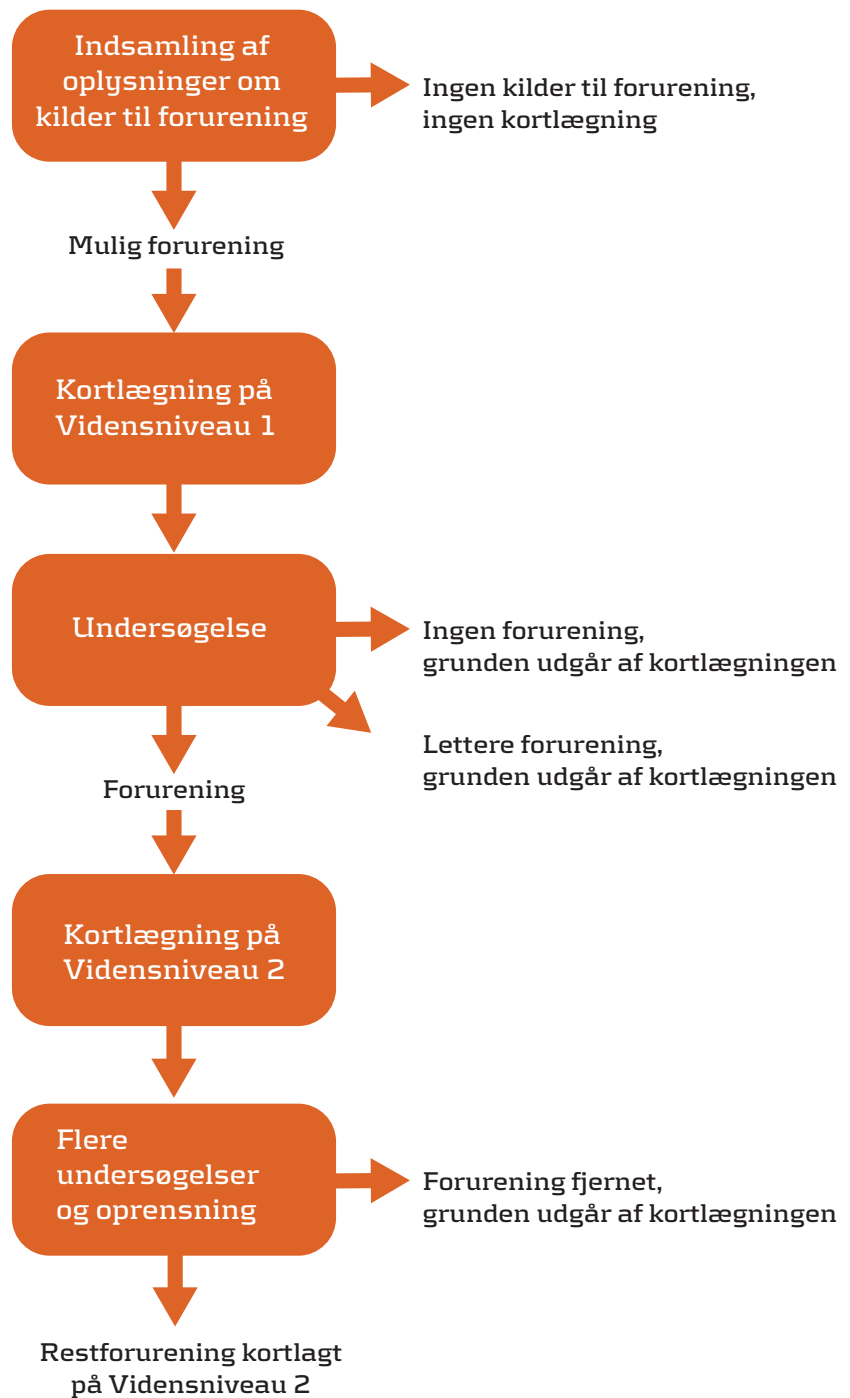 Indsamling af
oplysninger om
kilder til forurening
Ingen kilder til forurening,
ingen kortlægning
Mulig forurening
Kortlægning på
Vidensniveau 1
Undersøgelse
Ingen forurening,
grunden udgår af kortlægningen
Lettere forurening,
grunden udgår af kortlægningen
Forurening
Kortlægning på
Vidensniveau 2
Flere
undersøgelser
og oprensning
Forurening fjernet,
grunden udgår af kortlægningen
Restforurening kortlagt
på Vidensniveau 2